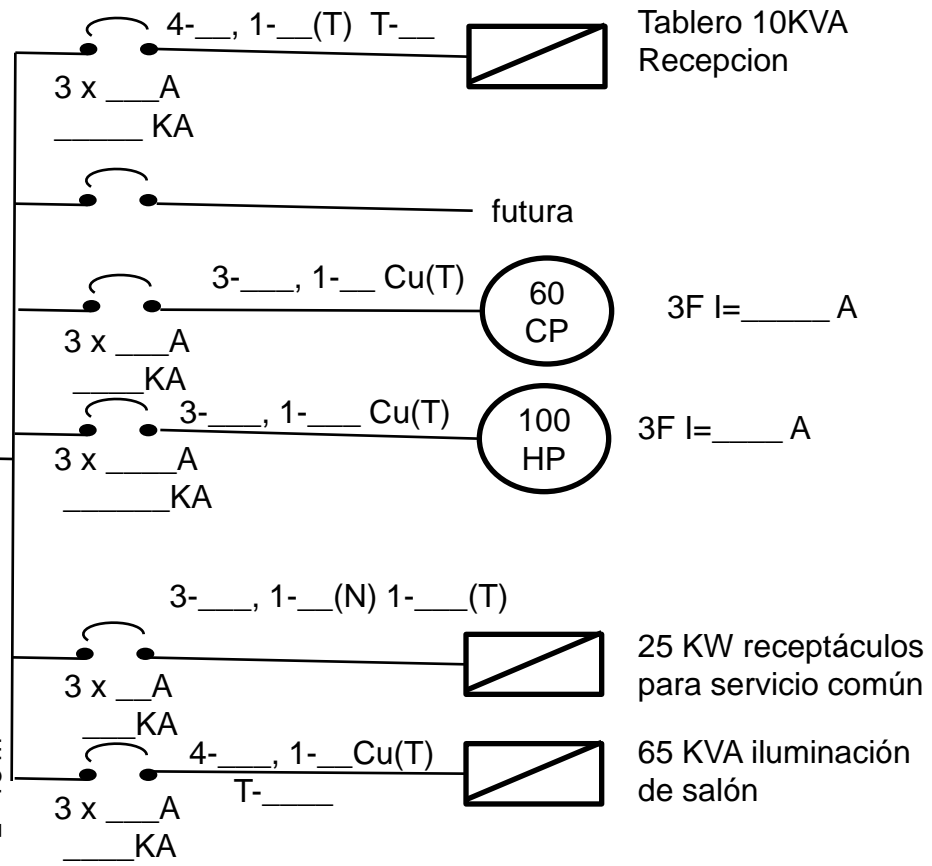 4-__, 1-__(T) T-__
Tablero 10KVA
Recepcion
3 x ___A
_____ KA
futura
3-___, 1-__ Cu(T)
60
CP
3F I=_____ A
3 x ___A
____KA
3-___, 1-___ Cu(T)
100
HP
3F I=____ A
3 x ____A
______KA
3-___, 1-__(N) 1-___(T)
25 KW receptáculos
para servicio común
3 x __A
___KA
4-___, 1-__Cu(T)
T-____
65 KVA iluminación
de salón
3 x ___A
____KA